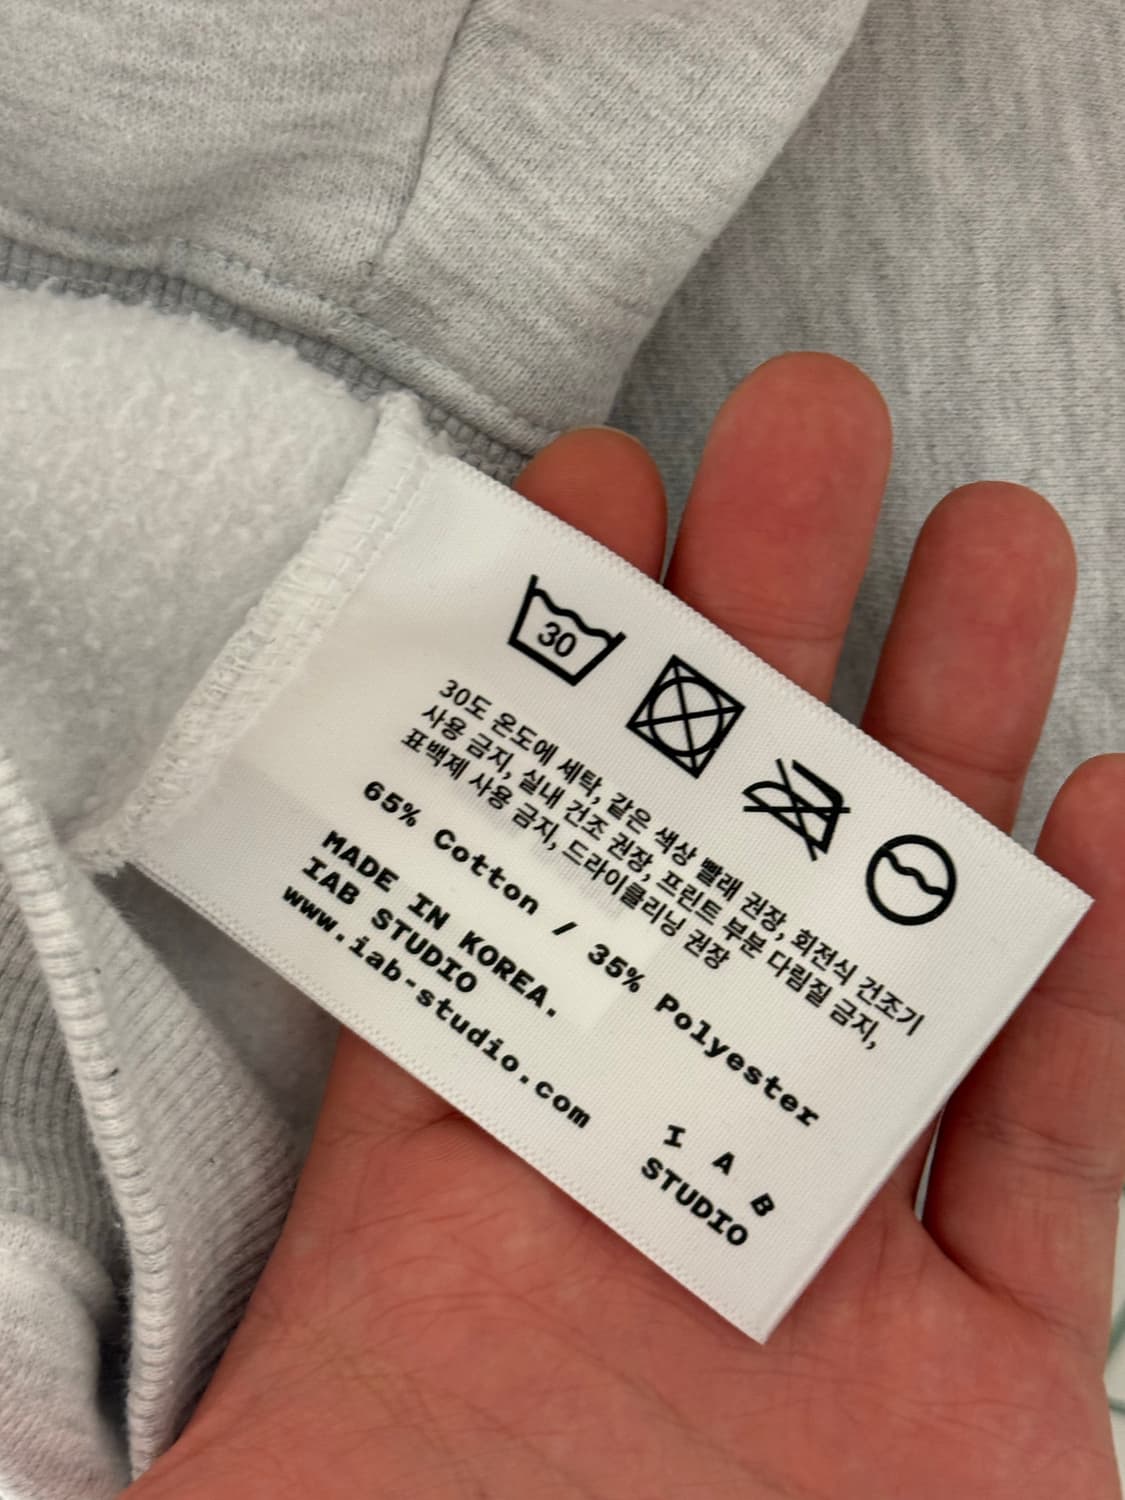 30
30도 온도에 세탁, 같은 색상 빨래 권장, 회전식 건조기
사용 금지, 실내 건조 권장, 프린트 부분 다림질 금지,
표백제 사용 금지, 드라이클리닝 권장
65% Cotton / 35% Polyester
MADE IN KOREA.
IAB STUDIO
www.iab-studio.com
I A B
STUDIO